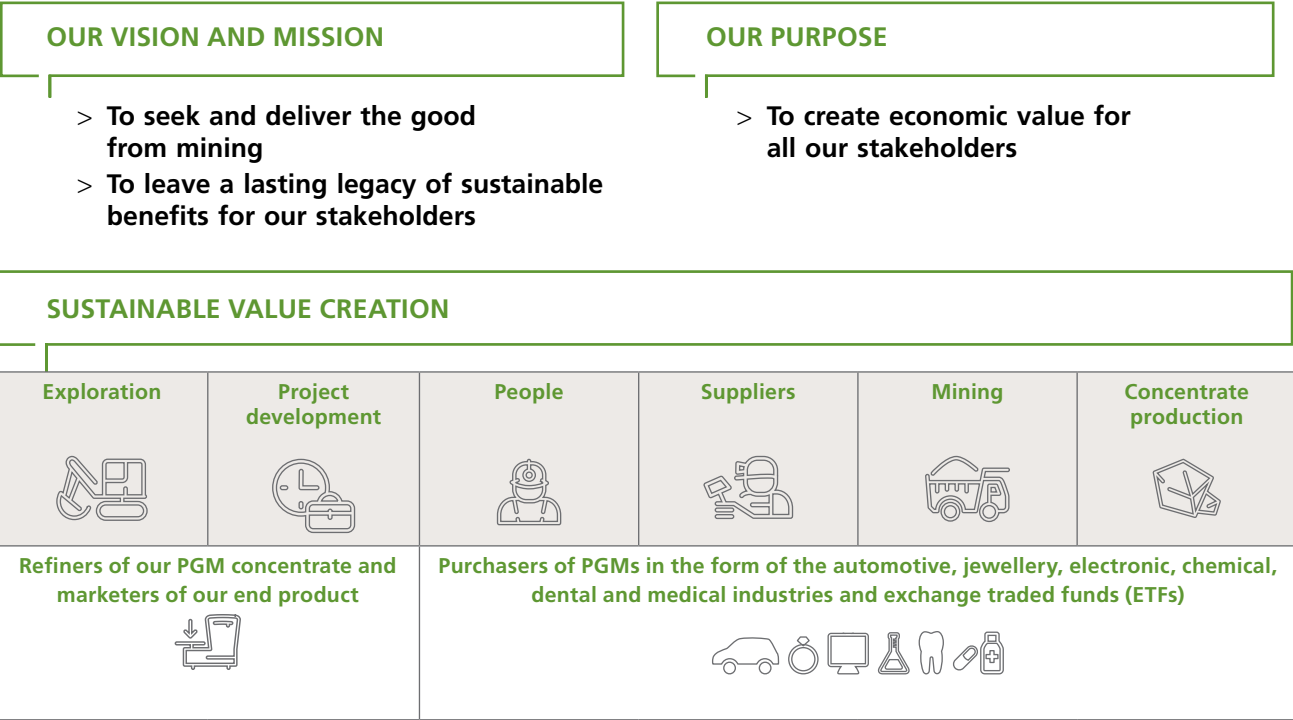 OUR VISION AND MISSION
> To seek and deliver the good
from mining
> To leave a lasting legacy of sustainable
benefits for our stakeholders
OUR PURPOSE
> To create economic value for
all our stakeholders
SUSTAINABLE VALUE CREATION
Exploration
Project
development
People
Suppliers
Mining
Concentrate
production
Refiners of our PGM concentrate and
marketers of our end product
Purchasers of PGMs in the form of the automotive, jewellery, electronic, chemical,
dental and medical industries and exchange traded funds (ETFs)